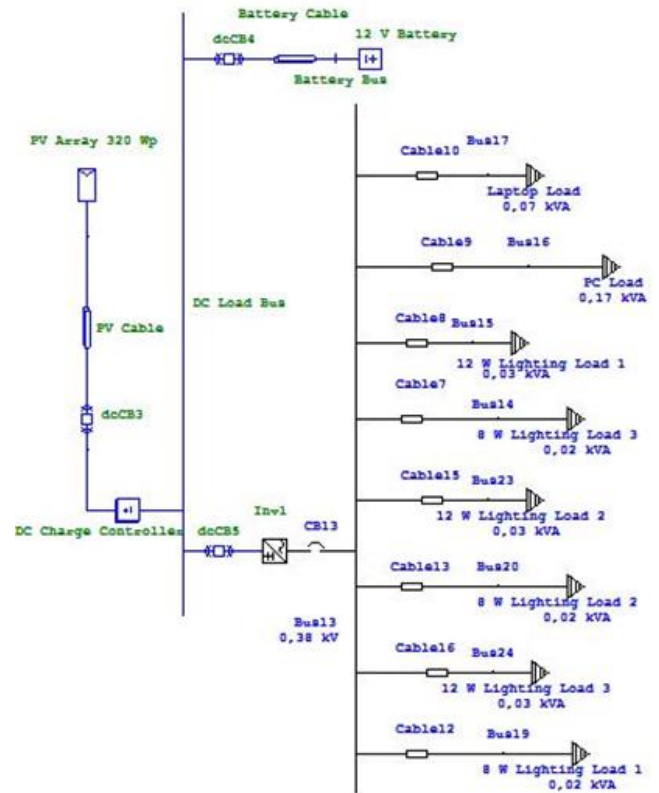 Battery Cable
dcCB4
12 V Battery
Battery Bus
PV Array 320 Wp
Bus17
Cable10
Laptop Load
0,07 kVA
Cable9
Bus16
PC Load
0,17 kVA
DC Load Bus
PV Cable
Cable8
Bus15
12 W Lighting Load 1
0,03 kVA
Cable7
Bus14
8 W Lighting Load 3
0,02 kVA
dcCB3
Cable15
Bus23
12 W Lighting Load 2
0,03 kVA
DC Charge Controller
dcCB5
Inv1
CB13
Cable13
Bus20
8 W Lighting Load 2
0,02 kVA
Bus13
0,38 kV
Cable16
Bus24
12 W Lighting Load 3
0,03 kVA
Cable12
Bus19
8 W Lighting Load 1
0,02 kVA